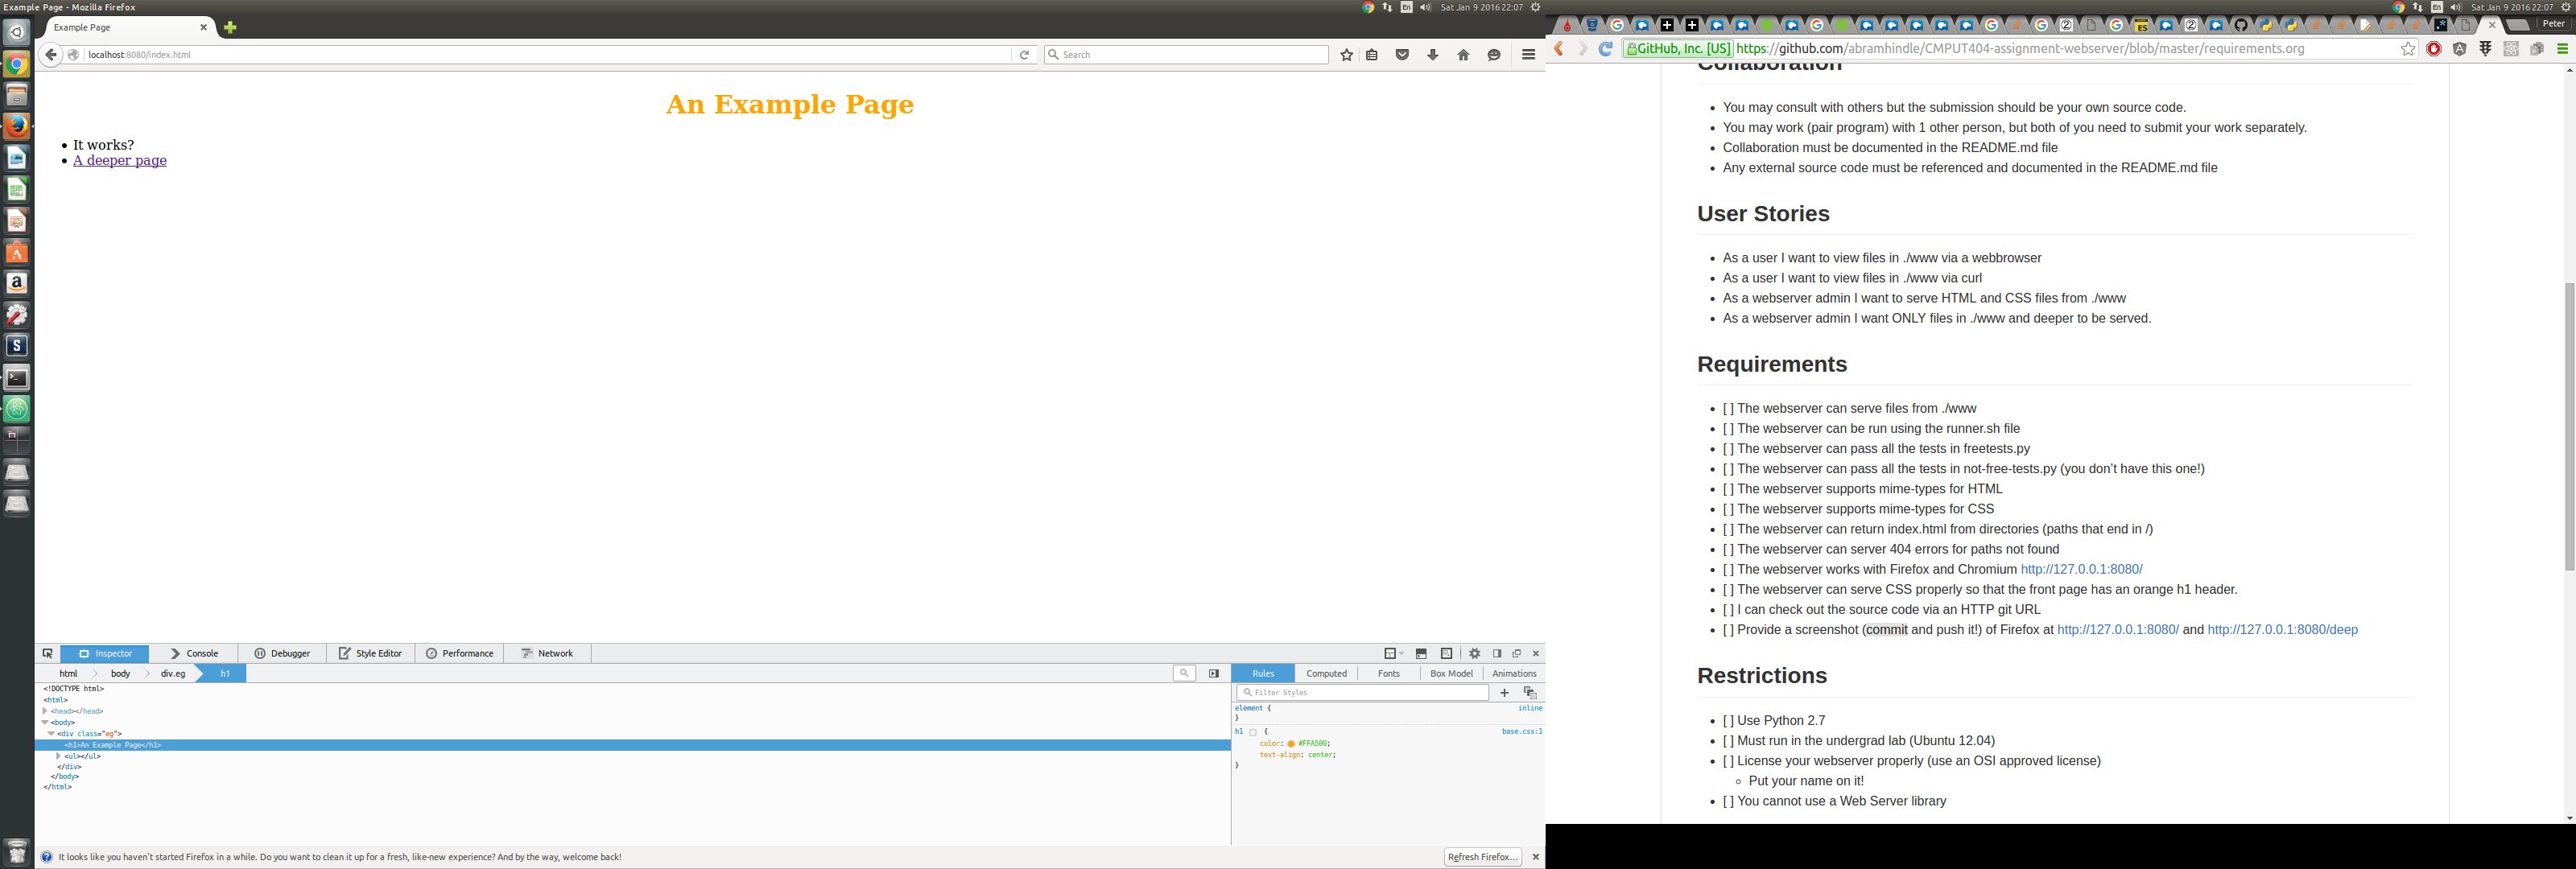 Example Page - Mozilla Firefox
En
Sat Jan 9 2016 22:07
Example Page
localhost:8080/index.html
Search
An Example Page
It works?
A deeper page
Inspector
Console
Debugger
Style Editor
Performance
Network
html
body
div.eg
h1
<!DOCTYPE html>
<html>
<head></head>
<body>
<div class="eg">
<h1>An Example Page</h1>
<ul></ul>
</div>
</body>
</html>
Rules
Computed
Fonts
Box Model
Animations
Filter Styles
element {
inline
}
h1 {
base.css:1
color: #FFA500;
text-align: center;
}
It looks like you haven't started Firefox in a while. Do you want to clean it up for a fresh, like-new experience? And by the way, welcome back!
Refresh Firefox...
En
Sat Jan 9 2016 22:07
Peter
GitHub, Inc. [US] https://github.com/abramhindle/CMPUT404-assignment-webserver/blob/master/requirements.org
Collaboration
You may consult with others but the submission should be your own source code.
You may work (pair program) with 1 other person, but both of you need to submit your work separately.
Collaboration must be documented in the README.md file
Any external source code must be referenced and documented in the README.md file
User Stories
As a user I want to view files in ./www via a webbrowser
As a user I want to view files in ./www via curl
As a webserver admin I want to serve HTML and CSS files from ./www
As a webserver admin I want ONLY files in ./www and deeper to be served.
Requirements
[ ] The webserver can serve files from ./www
[ ] The webserver can be run using the runner.sh file
[ ] The webserver can pass all the tests in freetests.py
[ ] The webserver can pass all the tests in not-free-tests.py (you don't have this one!)
[ ] The webserver supports mime-types for HTML
[ ] The webserver supports mime-types for CSS
[ ] The webserver can return index.html from directories (paths that end in /)
[ ] The webserver can server 404 errors for paths not found
[ ] The webserver works with Firefox and Chromium http://127.0.0.1:8080/
[ ] The webserver can serve CSS properly so that the front page has an orange h1 header.
[ ] I can check out the source code via an HTTP git URL
[ ] Provide a screenshot (commit and push it!) of Firefox at http://127.0.0.1:8080/ and http://127.0.0.1:8080/deep
Restrictions
[ ] Use Python 2.7
[ ] Must run in the undergrad lab (Ubuntu 12.04)
[ ] License your webserver properly (use an OSI approved license)
Put your name on it!
[ ] You cannot use a Web Server library